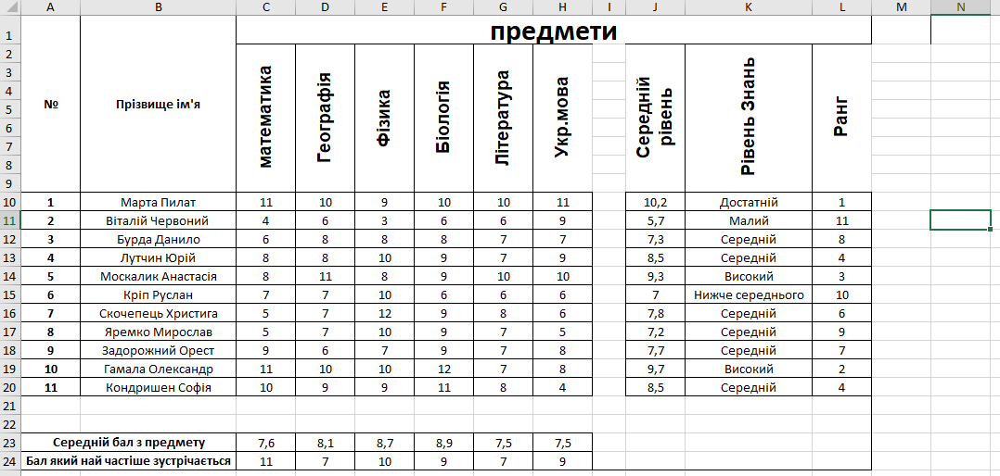 A B C D E F G H I J K L M N
1 предмети
2
3
4
5 № Прізвище ім'я математика Географія Фізика Біологія Література Укр.мова Середній рівень Рівень Знань Ранг
6
7
8
9
10 1 Марта Пилат 11 10 9 10 10 11 10,2 Достатній 1
11 2 Віталій Червоний 4 6 3 6 6 9 5,7 Малий 11
12 3 Бурда Данило 6 8 8 8 7 7 7,3 Середній 8
13 4 Лутчин Юрій 8 8 10 9 7 9 8,5 Середній 4
14 5 Москалик Анастасія 8 11 8 9 10 10 9,3 Високий 3
15 6 Кріп Руслан 7 7 10 6 6 6 7 Нижче середнього 10
16 7 Скочепець Христига 5 7 12 9 8 6 7,8 Середній 6
17 8 Яремко Мирослав 5 7 10 9 7 5 7,2 Середній 9
18 9 Задорожний Орест 9 6 7 9 7 8 7,7 Середній 7
19 10 Гамала Олександр 11 10 10 12 7 8 9,7 Високий 2
20 11 Кондришен Софія 10 9 9 11 8 4 8,5 Середній 4
21
22
23 Середній бал з предмету 7,6 8,1 8,7 8,9 7,5 7,5
24 Бал який най частіше зустрічається 11 7 10 9 7 9